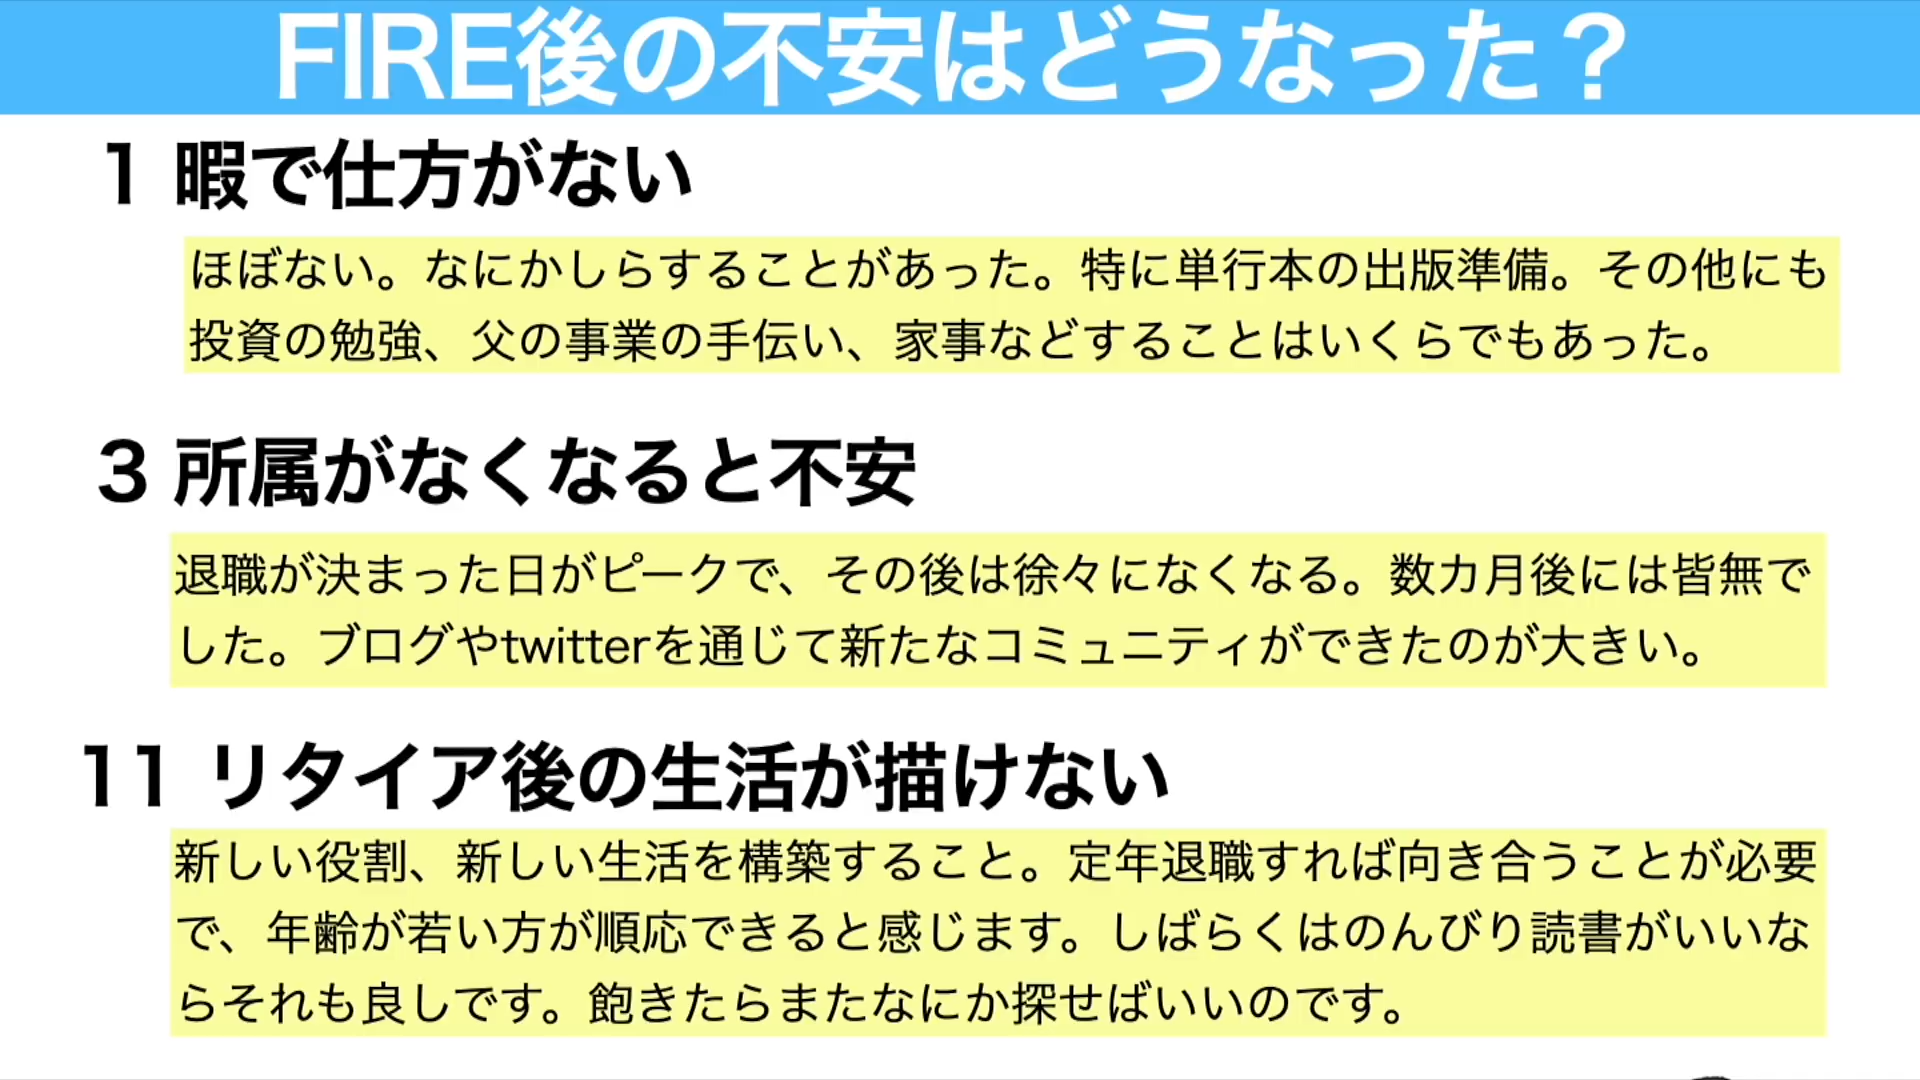 FIRE後の不安はどうなった？
1 暇で仕方がない
ほぼない。なにかしらすることがあった。特に単行本の出版準備。その他にも
投資の勉強、父の事業の手伝い、家事などすることはいくらでもあった。
3 所属がなくなると不安
退職が決まった日がピークで、その後は徐々になくなる。数カ月後には皆無で
した。ブログやtwitterを通じて新たなコミュニティができたのが大きい。
11 リタイア後の生活が描けない
新しい役割、新しい生活を構築すること。定年退職すれば向き合うことが必要
で、年齢が若い方が順応できると感じます。しばらくはのんびり読書がいいな
らそれも良しです。飽きたらまたなにか探せばいいのです。